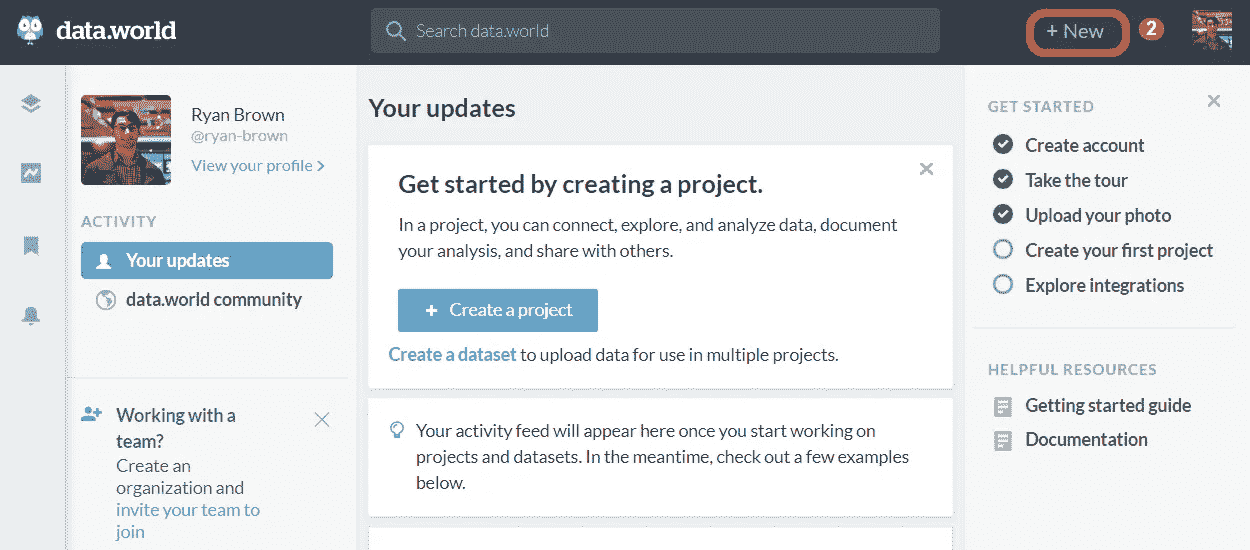 data.world
Search data.world
+ New
2
Ryan Brown
@ryan-brown
View your profile >
ACTIVITY
Your updates
data.world community
Working with a
team?
Create an
organization and
invite your team to
join
Your updates
Get started by creating a project.
In a project, you can connect, explore, and analyze data, document
your analysis, and share with others.
+ Create a project
Create a dataset to upload data for use in multiple projects.
Your activity feed will appear here once you start working on
projects and datasets. In the meantime, check out a few examples
below.
GET STARTED
Create account
Take the tour
Upload your photo
Create your first project
Explore integrations
HELPFUL RESOURCES
Getting started guide
Documentation